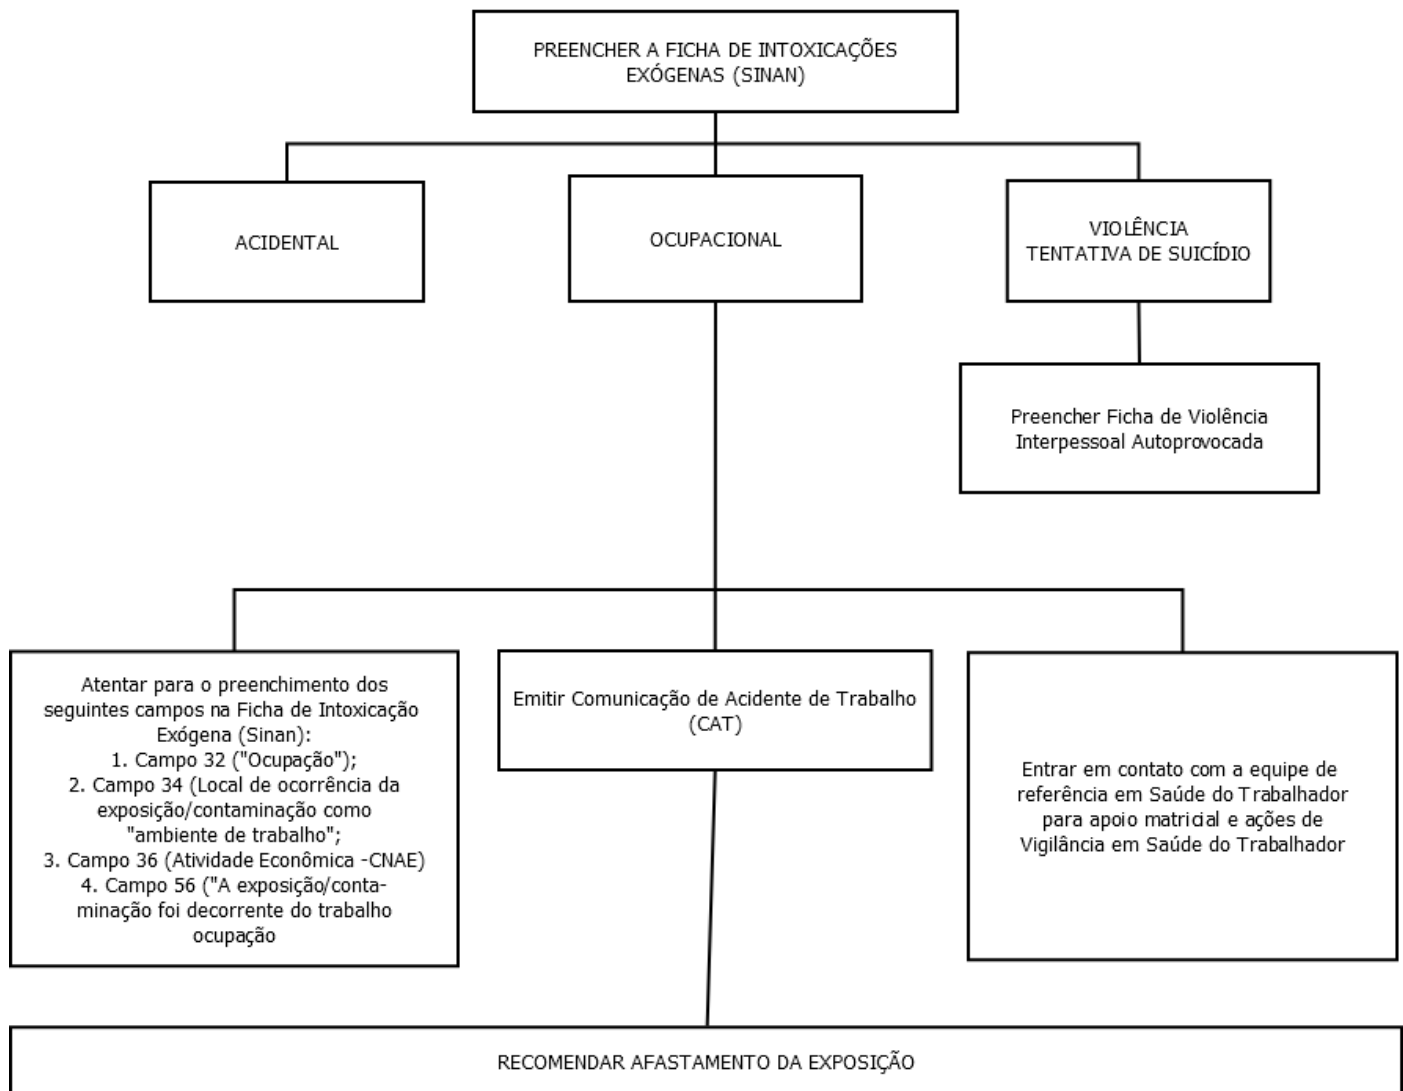 PREENCHER A FICHA DE INTOXICAÇÕES
EXÓGENAS (SINAN)
ACIDENTAL
OCUPACIONAL
VIOLÊNCIA
TENTATIVA DE SUICÍDIO
Preencher Ficha de Violência
Interpessoal Autoprovocada
Atentar para o preenchimento dos
seguintes campos na Ficha de Intoxicação
Exógena (Sinan):
1. Campo 32 ("Ocupação");
2. Campo 34 (Local de ocorrência da
exposição/contaminação como
"ambiente de trabalho";
3. Campo 36 (Atividade Econômica -CNAE)
4. Campo 56 ("A exposição/conta-
minação foi decorrente do trabalho
ocupação
Emitir Comunicação de Acidente de Trabalho
(CAT)
Entrar em contato com a equipe de
referência em Saúde do Trabalhador
para apoio matricial e ações de
Vigilância em Saúde do Trabalhador
RECOMENDAR AFASTAMENTO DA EXPOSIÇÃO